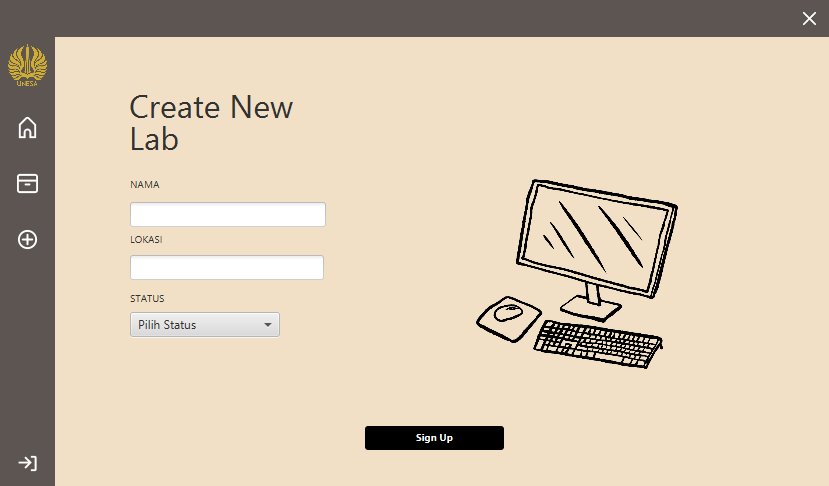 UNESA
Create New
Lab
NAMA
LOKASI
STATUS
Pilih Status
Sign Up